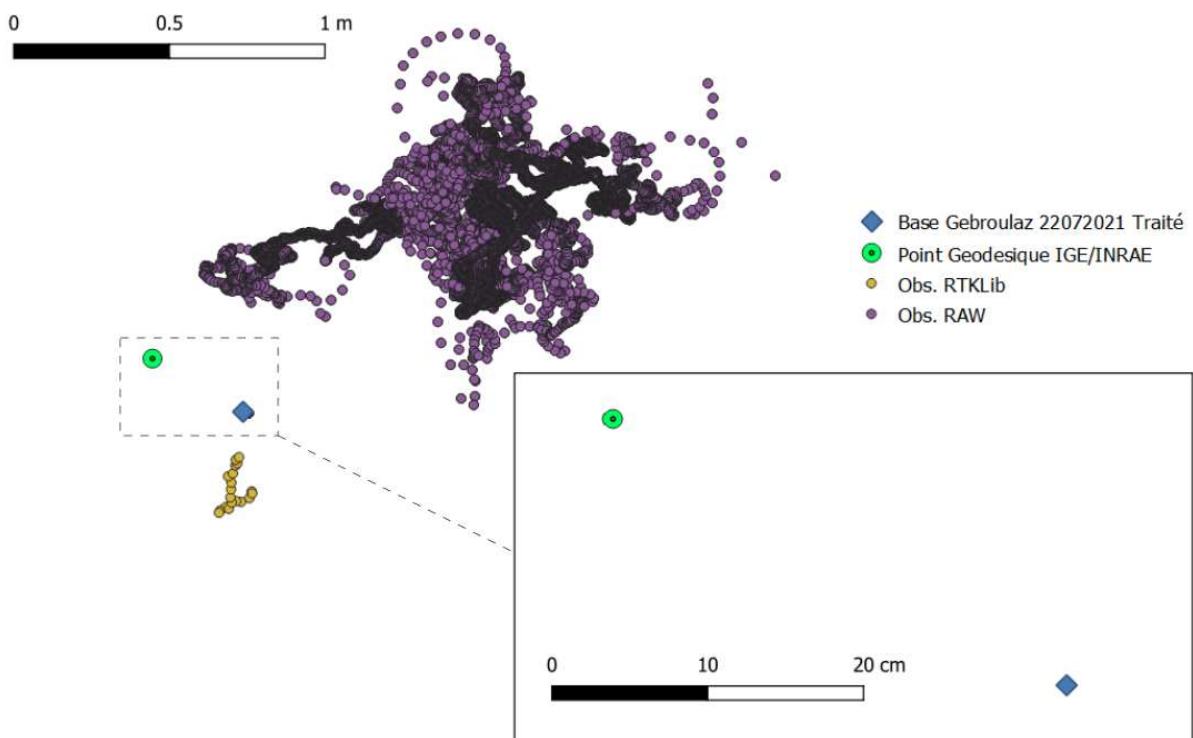 0 0.5 1 m
Base Gebroulaz 22072021 Traité
Point Geodesique IGE/INRAE
Obs. RTKLib
Obs. RAW
0 10 20 cm